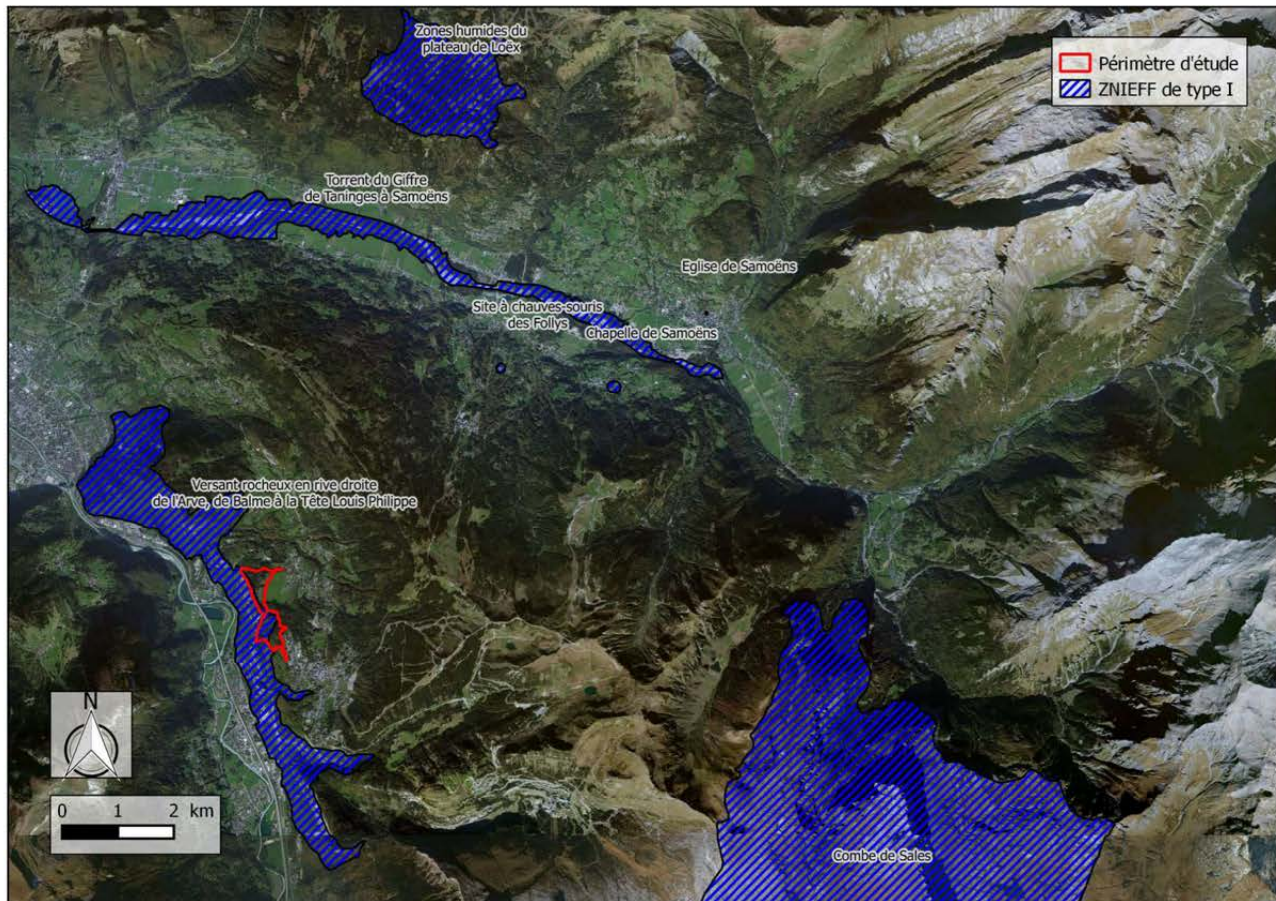 Zones humides du
plateau de Loëx
Périmètre d'étude
ZNIEFF de type I
Torrent du Giffre
de Taninges à Samoëns
Eglise de Samoëns
Site à chauves-souris
des Follys
Chapelle de Samoëns
Versant rocheux en rive droite
de l'Arve, de Balme à la Tête Louis Philippe
N
0 1 2 km
Combe de Sales